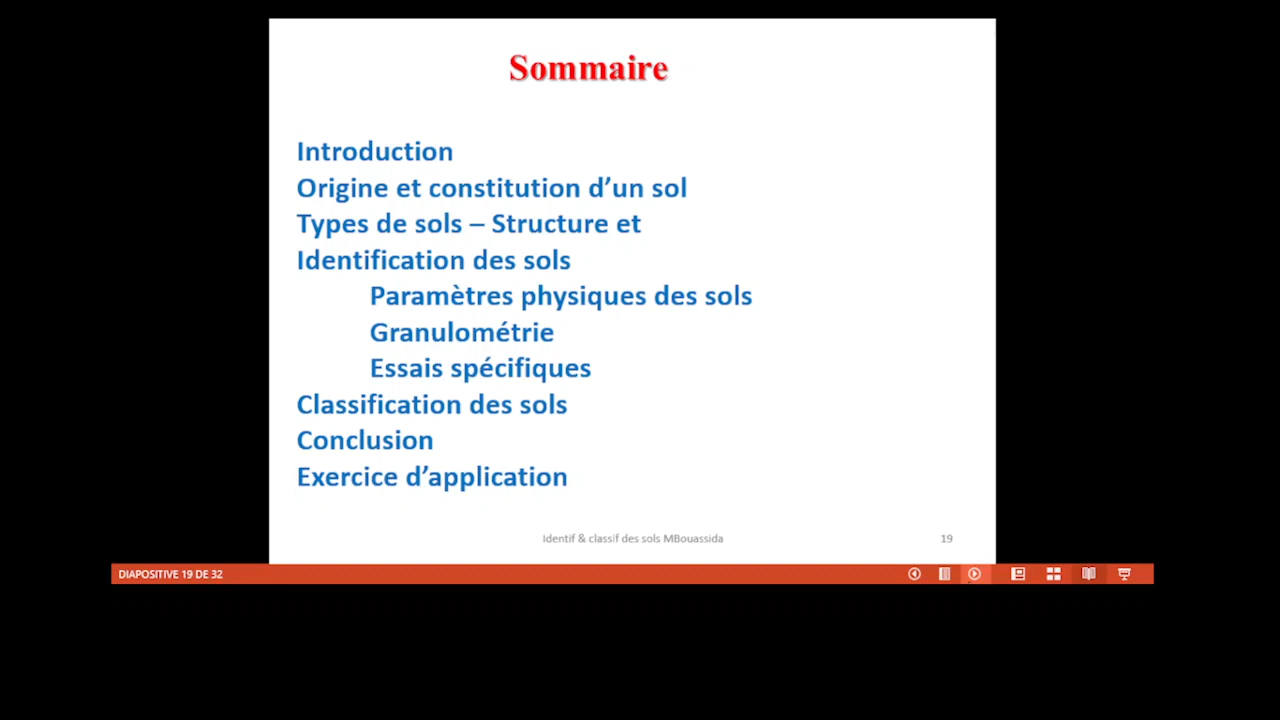 Sommaire
Introduction
Origine et constitution d’un sol
Types de sols – Structure et
Identification des sols
Paramètres physiques des sols
Granulométrie
Essais spécifiques
Classification des sols
Conclusion
Exercice d’application
Identif & classif des sols MBouassida
19
DIAPOSITIVE 19 DE 32